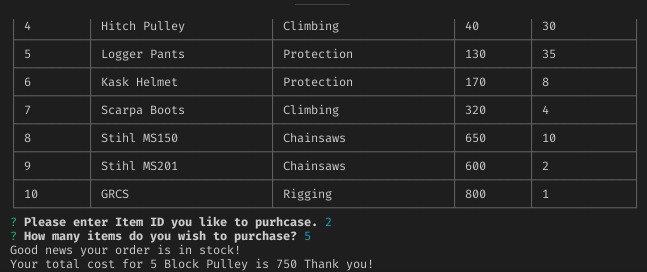 4 Hitch Pulley Climbing 40 30
5 Logger Pants Protection 130 35
6 Kask Helmet Protection 170 8
7 Scarpa Boots Climbing 320 4
8 Stihl MS150 Chainsaws 650 10
9 Stihl MS201 Chainsaws 600 2
10 GRCS Rigging 800 1
? Please enter Item ID you like to purhcase. 2
? How many items do you wish to purchase? 5
Good news your order is in stock!
Your total cost for 5 Block Pulley is 750 Thank you!